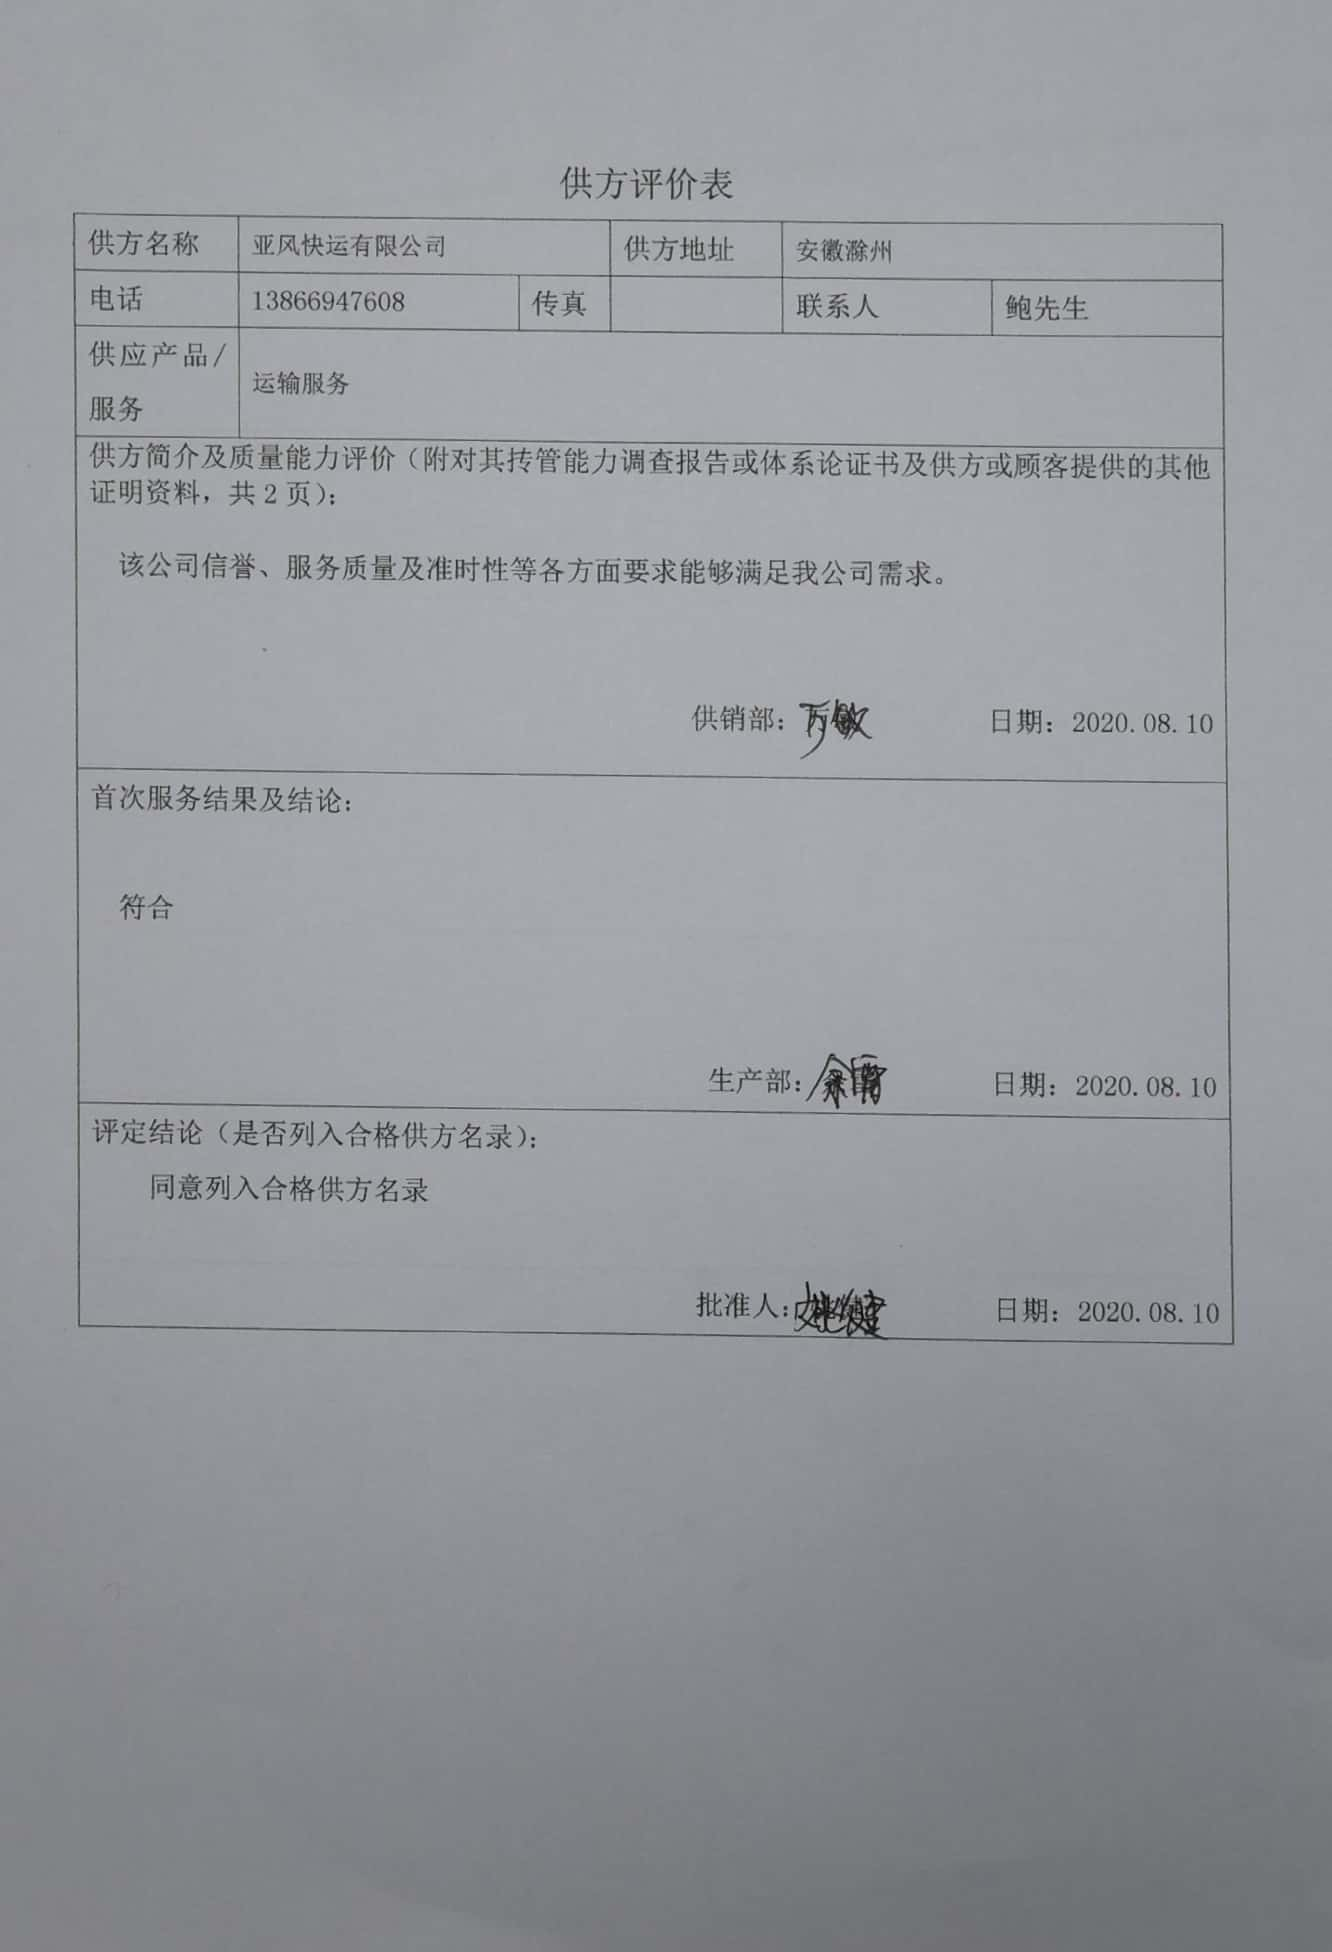 供方评价表
供方名称 亚风快运有限公司 供方地址 安徽滁州
电话 13866947608 传真 联系人 鲍先生
供应产品/
服务
运输服务
供方简介及质量能力评价（附对其抟管能力调查报告或体系论证书及供方或顾客提供的其他
证明资料，共2页）：
该公司信誉、服务质量及准时性等各方面要求能够满足我公司需求。
供销部：万敏 日期：2020.08.10
首次服务结果及结论：
符合
生产部： 日期：2020.08.10
评定结论（是否列入合格供方名录）：
同意列入合格供方名录
批准人： 日期：2020.08.10